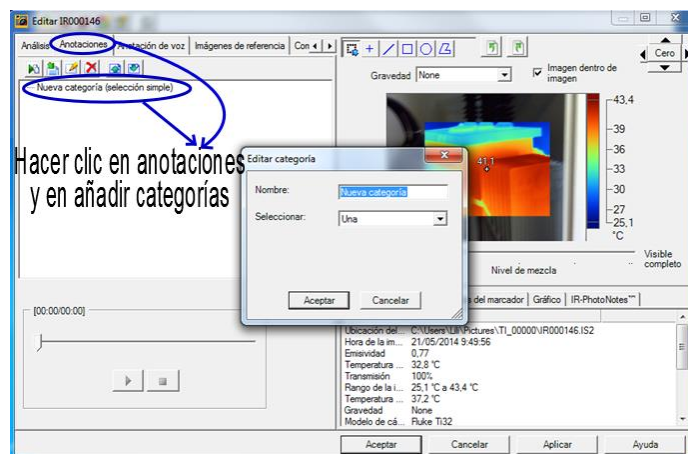 Editar IR000146
Análisis Anotaciones Anotación de voz Imágenes de referencia Con
Nueva categoría (selección simple)
Hacer clic en anotaciones
y en añadir categorías
Gravedad None
Imagen dentro de
imagen
Cero
43,4
39
36
33
30
27
25,1
°C
41,1
Editar categoría
Nombre: Nueva categoría
Seleccionar: Una
Aceptar Cancelar
Nivel de mezcla
Visible
completo
del marcador Gráfico IR-PhotoNotes™
[00:00/00:00]
Ubicación del... C:\Users\Lili\Pictures\TI_00000\IR000146.IS2
Hora de la im... 21/05/2014 9:49:56
Emisividad 0,77
Temperatura ... 32,8 °C
Transmisión 100%
Rango de la i... 25,1 °C a 43,4 °C
Temperatura ... 37,2 °C
Gravedad None
Modelo de cá... Fluke Ti32
Aceptar Cancelar Aplicar Ayuda